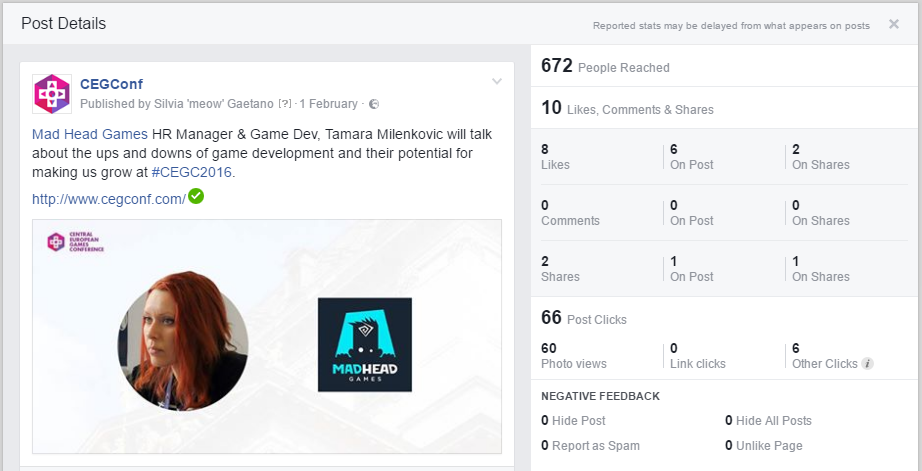 Post Details
Reported stats may be delayed from what appears on posts
CEGConf
Published by Silvia 'meow' Gaetano [?] · 1 February ·
Mad Head Games HR Manager & Game Dev, Tamara Milenkovic will talk
about the ups and downs of game development and their potential for
making us grow at #CEGC2016.
http://www.cegconf.com/
CENTRAL
EUROPEAN
GAMES
CONFERENCE
MADHEAD
GAMES
672 People Reached
10 Likes, Comments & Shares
8 6 2
Likes On Post On Shares
0 0 0
Comments On Post On Shares
2 1 1
Shares On Post On Shares
66 Post Clicks
60 0 6
Photo views Link clicks Other Clicks i
NEGATIVE FEEDBACK
0 Hide Post 0 Hide All Posts
0 Report as Spam 0 Unlike Page